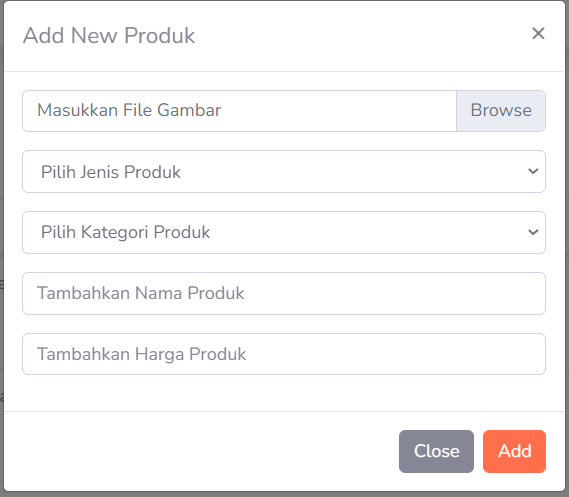 Add New Produk ×
Masukkan File Gambar Browse
Pilih Jenis Produk
Pilih Kategori Produk
Tambahkan Nama Produk
Tambahkan Harga Produk
Close Add